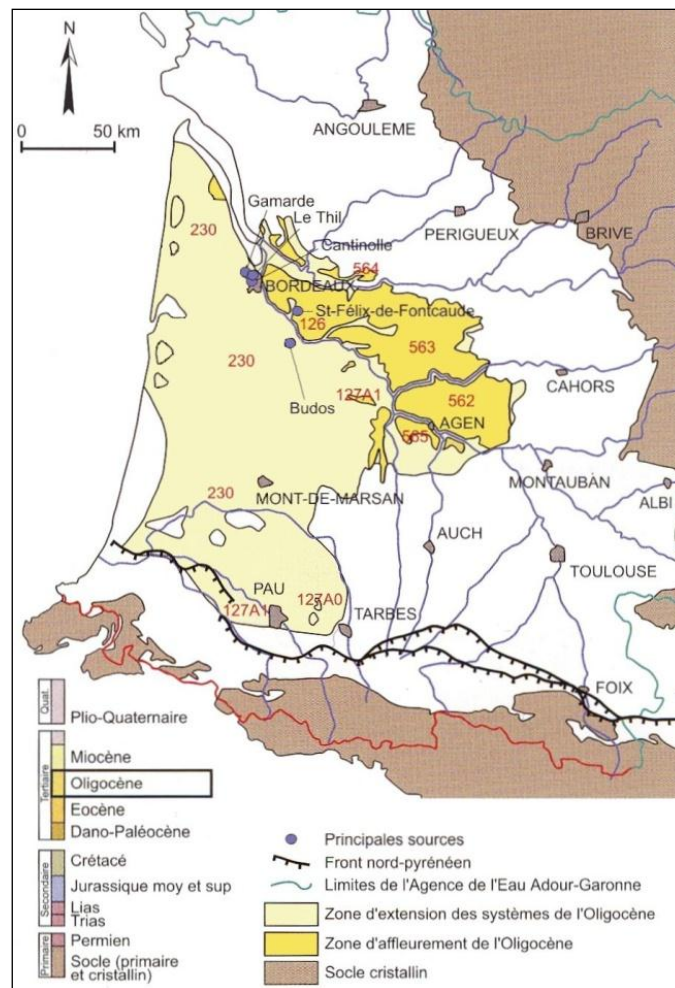 N
0 50 km
ANGOULEME
Gamarde
Le Thil
Cantinolle
230
PERIGUEUX
BRIVE
564
BORDEAUX
St-Félix-de-Fontcaude
126
563
230
CAHORS
Budos
127A1
562
AGEN
565
MONTAUBAN
230
MONT-DE-MARSAN
ALBI
AUCH
TOULOUSE
PAU
127A0
127A1
TARBES
FOIX
Quat.
Plio-Quaternaire
Tertiaire
Miocène
Oligocène
Eocène
Dano-Paléocène
Secondaire
Crétacé
Jurassique moy et sup
Lias
Trias
Primaire
Permien
Socle (primaire
et cristallin)
Principales sources
Front nord-pyrénéen
Limites de l'Agence de l'Eau Adour-Garonne
Zone d'extension des systèmes de l'Oligocène
Zone d'affleurement de l'Oligocène
Socle cristallin